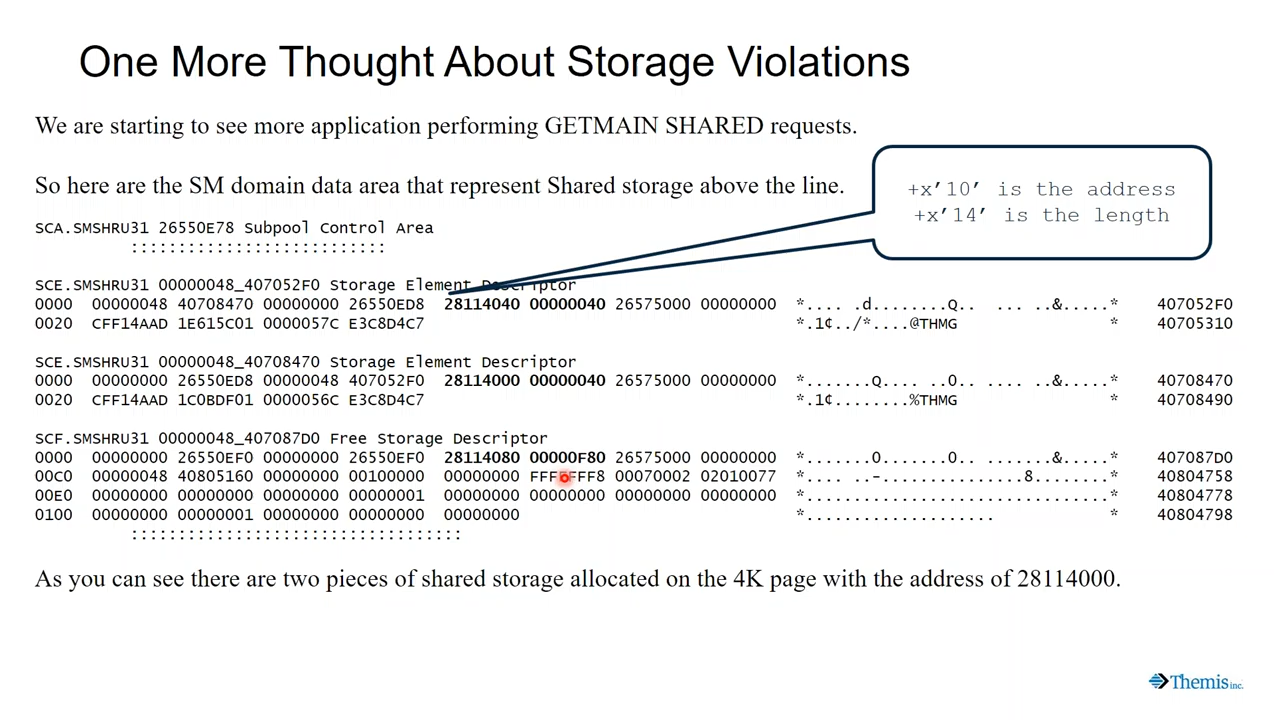 One More Thought About Storage Violations
We are starting to see more application performing GETMAIN SHARED requests.
So here are the SM domain data area that represent Shared storage above the line.
+x’10’ is the address
+x’14’ is the length
SCA.SMSHRU31 26550E78 Subpool Control Area
:::::::::::::::::::::::::::
SCE.SMSHRU31 00000048_407052F0 Storage Element Descriptor
0000 00000048 40708470 00000000 26550ED8 28114040 00000040 26575000 00000000 *.... .d........Q.. ... ..&.....* 407052F0
0020 CFF14AAD 1E615C01 0000057C E3C8D4C7 *.1¢../*....@THMG * 40705310
SCE.SMSHRU31 00000048_40708470 Storage Element Descriptor
0000 00000000 26550ED8 00000048 407052F0 28114000 00000040 26575000 00000000 *.......Q.... ..0.. .... ..&.....* 40708470
0020 CFF14AAD 1C0BDF01 0000056C E3C8D4C7 *.1¢........%THMG * 40708490
SCF.SMSHRU31 00000048_407087D0 Free Storage Descriptor
0000 00000000 26550EF0 00000000 26550EF0 28114080 00000F80 26575000 00000000 *.......0.......0.. ......&.....* 407087D0
00C0 00000048 40805160 00000000 00100000 00000000 FFFFFFF8 00070002 02010077 *.... ..-...............8........* 40804758
00E0 00000000 00000000 00000000 00000001 00000000 00000000 00000000 00000000 *................................* 40804778
0100 00000000 00000001 00000000 00000000 00000000 *.................... * 40804798
:::::::::::::::::::::::::::::::::::
As you can see there are two pieces of shared storage allocated on the 4K page with the address of 28114000.
Themis inc.